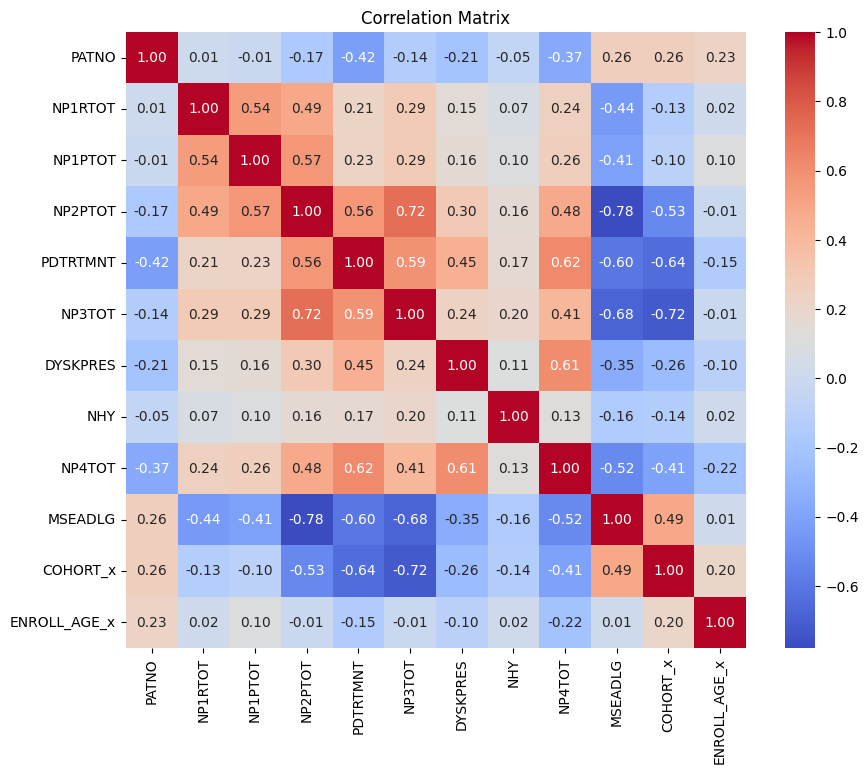 Correlation Matrix
PATNO 1.00 0.01 -0.01 -0.17 -0.42 -0.14 -0.21 -0.05 -0.37 0.26 0.26 0.23
NP1RTOT 0.01 1.00 0.54 0.49 0.21 0.29 0.15 0.07 0.24 -0.44 -0.13 0.02
NP1PTOT -0.01 0.54 1.00 0.57 0.23 0.29 0.16 0.10 0.26 -0.41 -0.10 0.10
NP2PTOT -0.17 0.49 0.57 1.00 0.56 0.72 0.30 0.16 0.48 -0.78 -0.53 -0.01
PDTRTMNT -0.42 0.21 0.23 0.56 1.00 0.59 0.45 0.17 0.62 -0.60 -0.64 -0.15
NP3TOT -0.14 0.29 0.29 0.72 0.59 1.00 0.24 0.20 0.41 -0.68 -0.72 -0.01
DYSKPRES -0.21 0.15 0.16 0.30 0.45 0.24 1.00 0.11 0.61 -0.35 -0.26 -0.10
NHY -0.05 0.07 0.10 0.16 0.17 0.20 0.11 1.00 0.13 -0.16 -0.14 0.02
NP4TOT -0.37 0.24 0.26 0.48 0.62 0.41 0.61 0.13 1.00 -0.52 -0.41 -0.22
MSEADLG 0.26 -0.44 -0.41 -0.78 -0.60 -0.68 -0.35 -0.16 -0.52 1.00 0.49 0.01
COHORT_x 0.26 -0.13 -0.10 -0.53 -0.64 -0.72 -0.26 -0.14 -0.41 0.49 1.00 0.20
ENROLL_AGE_x 0.23 0.02 0.10 -0.01 -0.15 -0.01 -0.10 0.02 -0.22 0.01 0.20 1.00
PATNO NP1RTOT NP1PTOT NP2PTOT PDTRTMNT NP3TOT DYSKPRES NHY NP4TOT MSEADLG COHORT_x ENROLL_AGE_x
1.0
0.8
0.6
0.4
0.2
0.0
−0.2
−0.4
−0.6